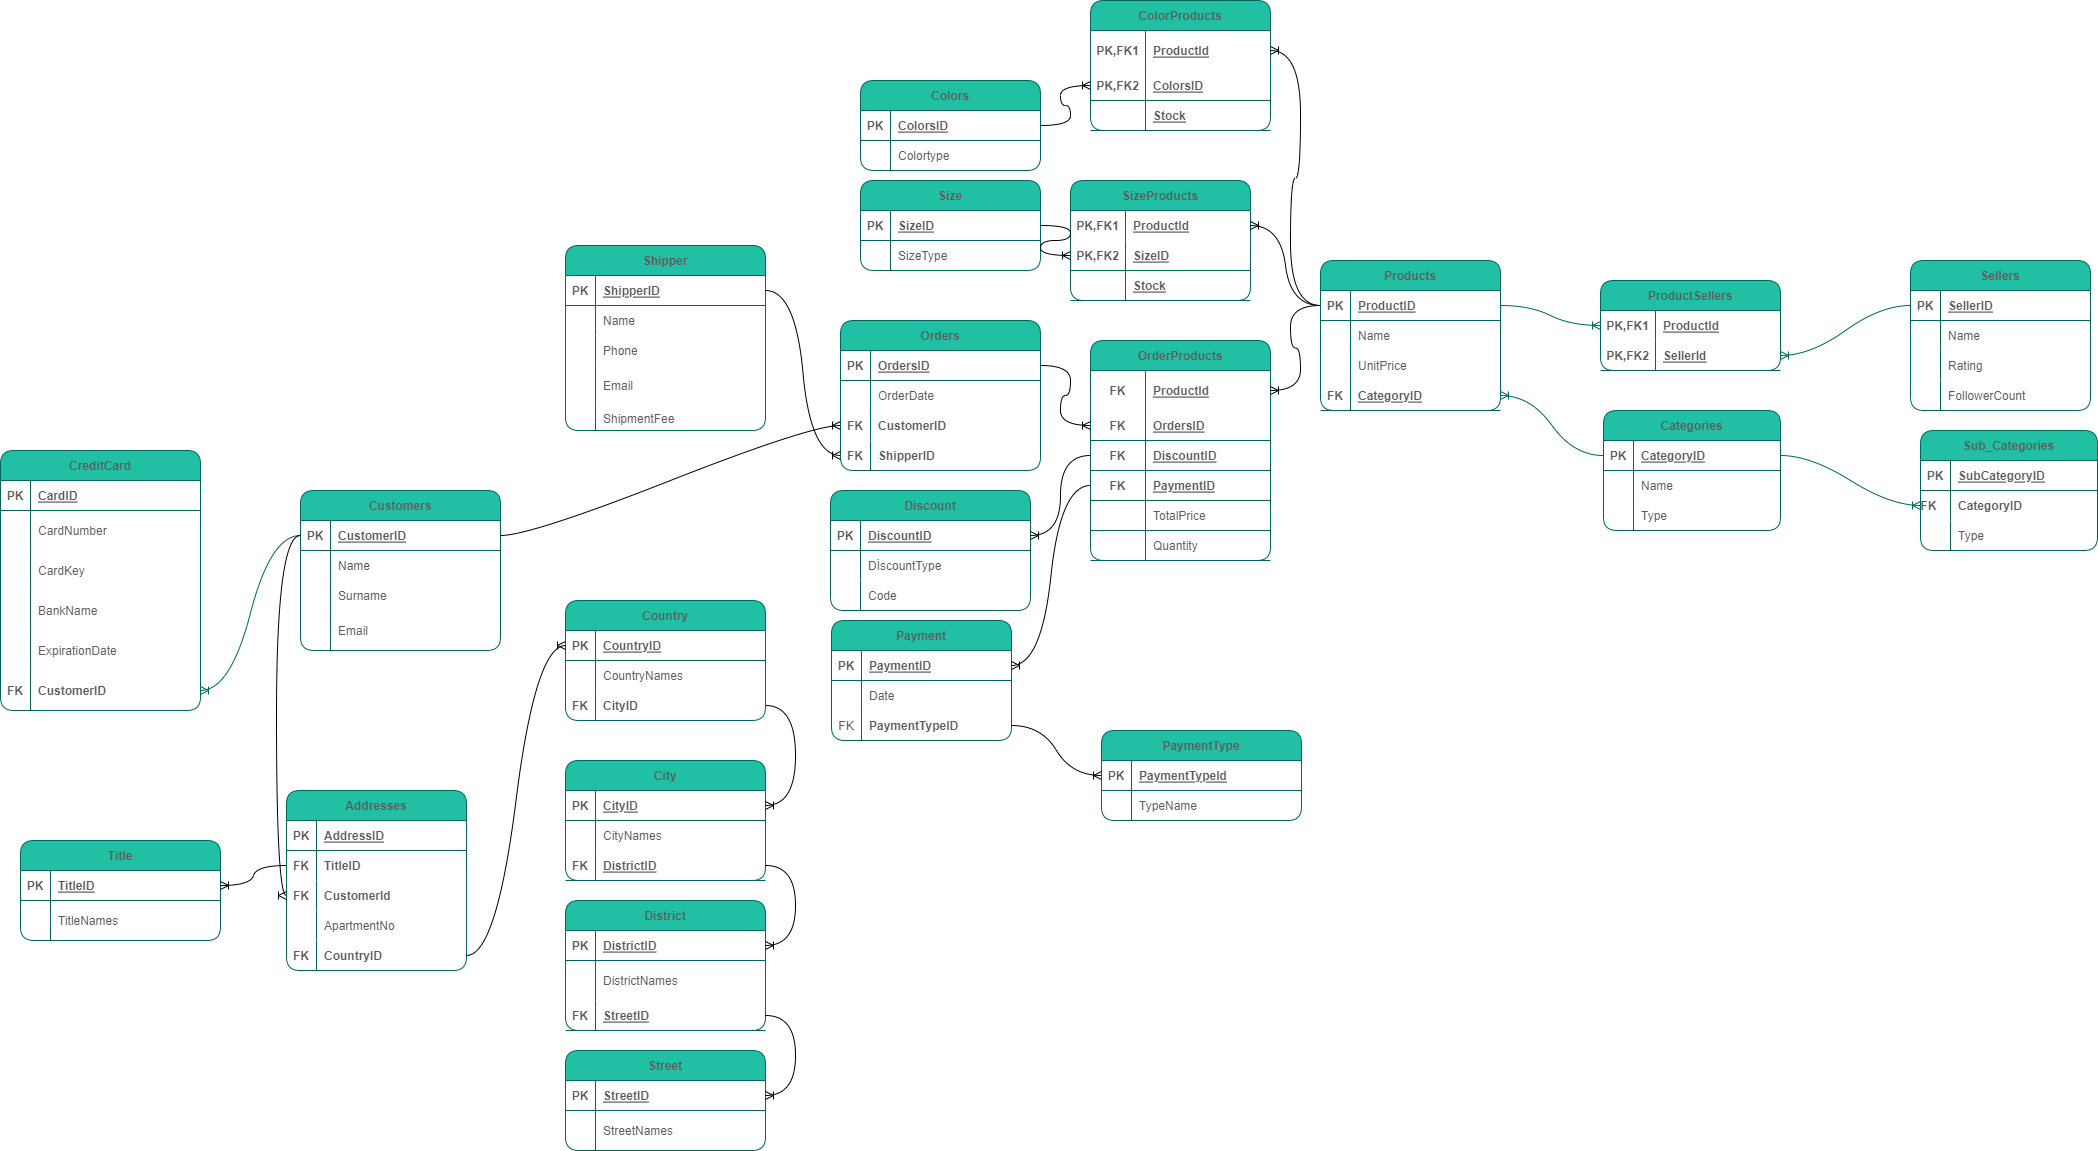 ColorProducts
PK,FK1 ProductId
PK,FK2 ColorsID
Stock
Colors
PK ColorsID
Colortype
Size
PK SizeID
SizeType
SizeProducts
PK,FK1 ProductId
PK,FK2 SizeID
Stock
Shipper
PK ShipperID
Name
Phone
Email
ShipmentFee
Orders
PK OrdersID
OrderDate
FK CustomerID
FK ShipperID
OrderProducts
FK ProductId
FK OrdersID
FK DiscountID
FK PaymentID
TotalPrice
Quantity
Products
PK ProductID
Name
UnitPrice
FK CategoryID
ProductSellers
PK,FK1 ProductId
PK,FK2 SellerId
Sellers
PK SellerID
Name
Rating
FollowerCount
Categories
PK CategoryID
Name
Type
Sub_Categories
PK SubCategoryID
FK CategoryID
Type
CreditCard
PK CardID
CardNumber
CardKey
BankName
ExpirationDate
FK CustomerID
Customers
PK CustomerID
Name
Surname
Email
Discount
PK DiscountID
DİscountType
Code
Country
PK CountryID
CountryNames
FK CityID
Payment
PK PaymentID
Date
FK PaymentTypeID
PaymentType
PK PaymentTypeId
TypeName
City
PK CityID
CityNames
FK DistrictID
Addresses
PK AddressID
FK TitleID
FK CustomerId
ApartmentNo
FK CountryID
Title
PK TitleID
TitleNames
District
PK DistrictID
DistrictNames
FK StreetID
Street
PK StreetID
StreetNames